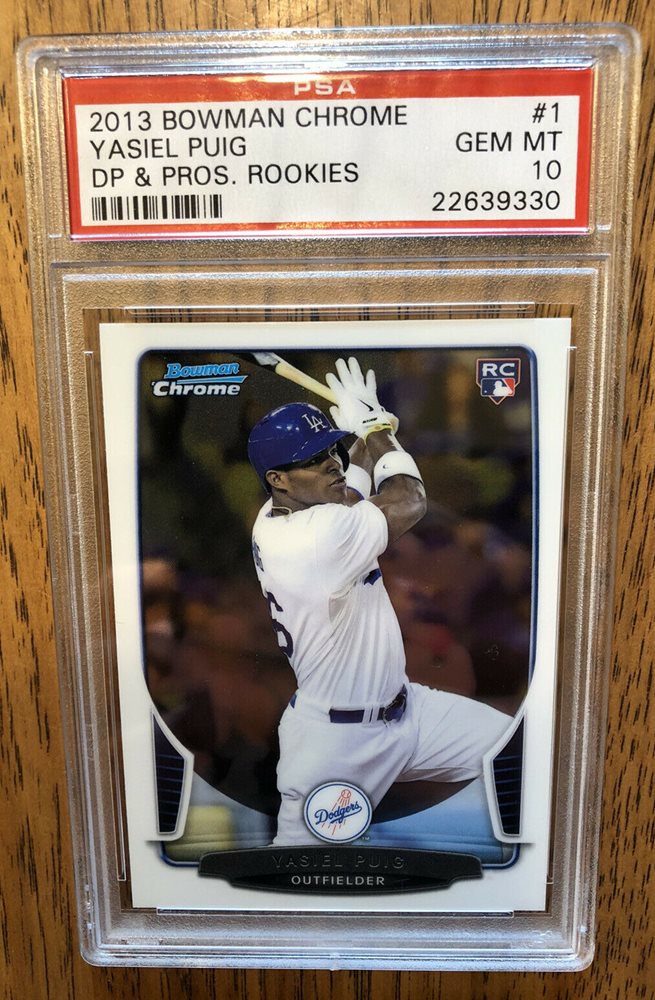 PSA
2013 BOWMAN CHROME #1
YASIEL PUIG GEM MT
DP & PROS. ROOKIES 10
22639330
Bowman
Chrome
RC
LA
6
Dodgers
YASIEL PUIG
OUTFIELDER